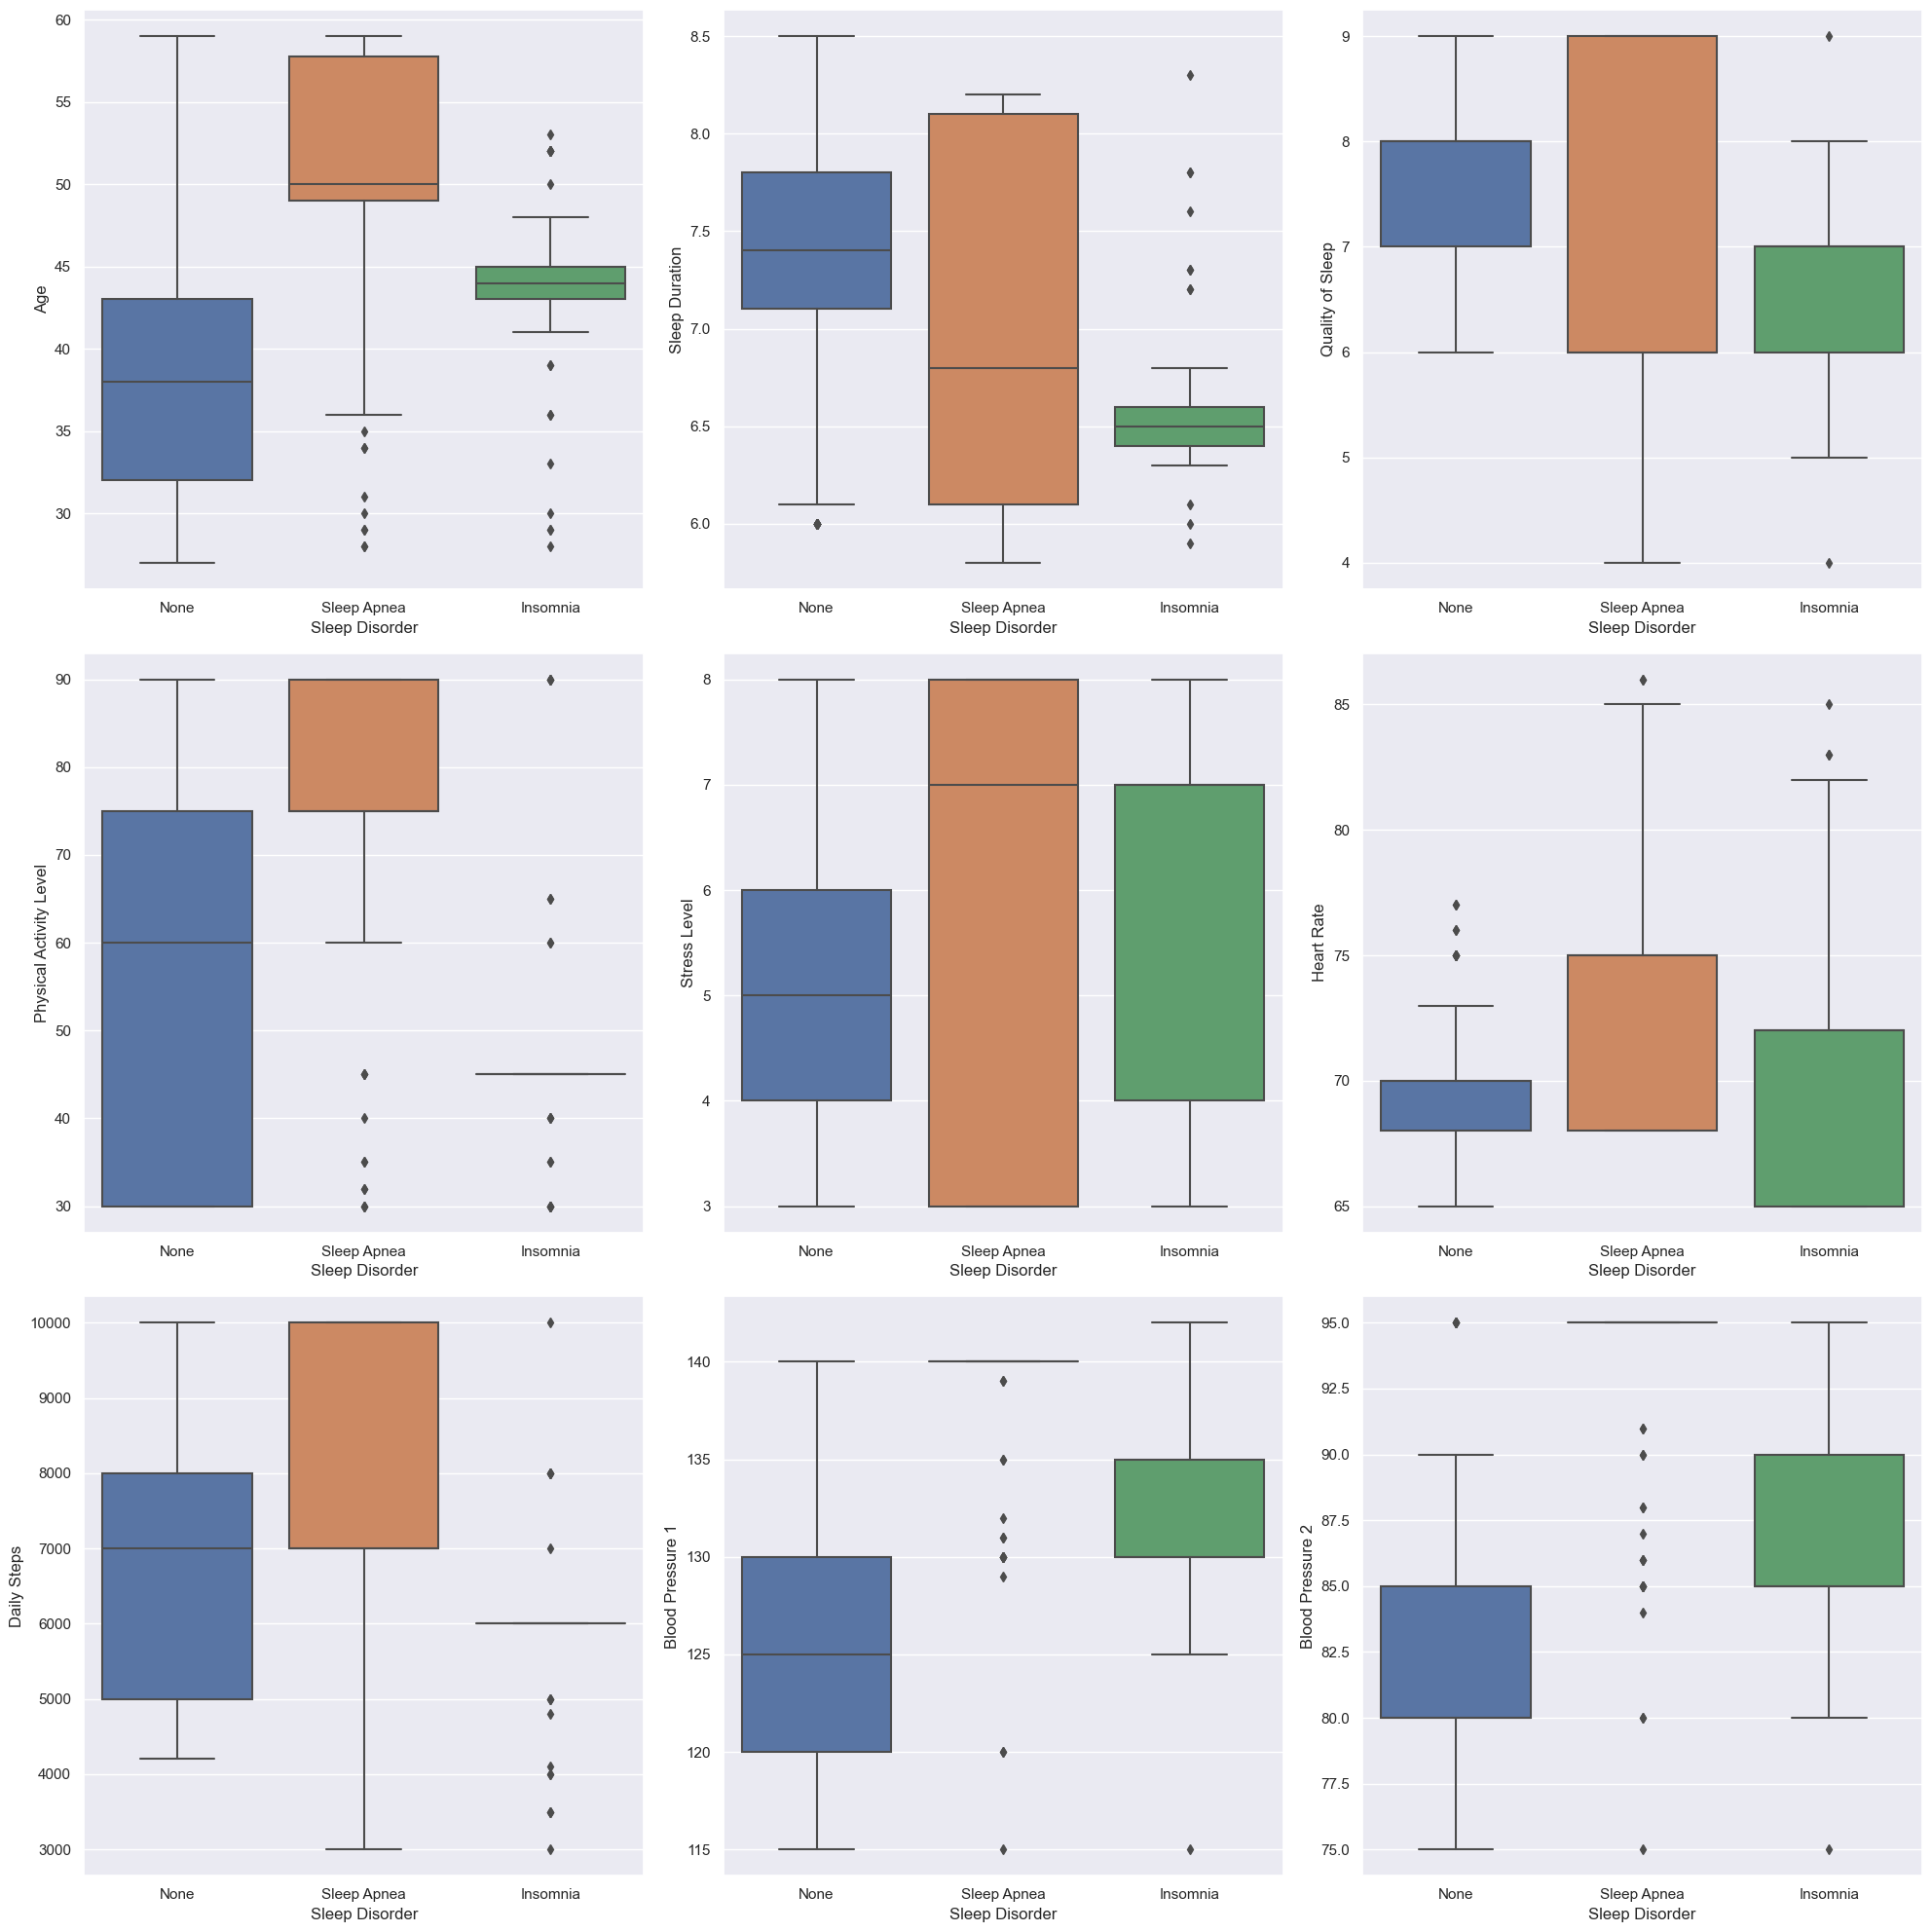 60
55
50
45
40
35
30
Age
None Sleep Apnea Insomnia
Sleep Disorder
8.5
8.0
7.5
7.0
6.5
6.0
Sleep Duration
None Sleep Apnea Insomnia
Sleep Disorder
9
8
7
6
5
4
Quality of Sleep
None Sleep Apnea Insomnia
Sleep Disorder
90
80
70
60
50
40
30
Physical Activity Level
None Sleep Apnea Insomnia
Sleep Disorder
8
7
6
5
4
3
Stress Level
None Sleep Apnea Insomnia
Sleep Disorder
85
80
75
70
65
Heart Rate
None Sleep Apnea Insomnia
Sleep Disorder
10000
9000
8000
7000
6000
5000
4000
3000
Daily Steps
None Sleep Apnea Insomnia
Sleep Disorder
140
135
130
125
120
115
Blood Pressure 1
None Sleep Apnea Insomnia
Sleep Disorder
95.0
92.5
90.0
87.5
85.0
82.5
80.0
77.5
75.0
Blood Pressure 2
None Sleep Apnea Insomnia
Sleep Disorder